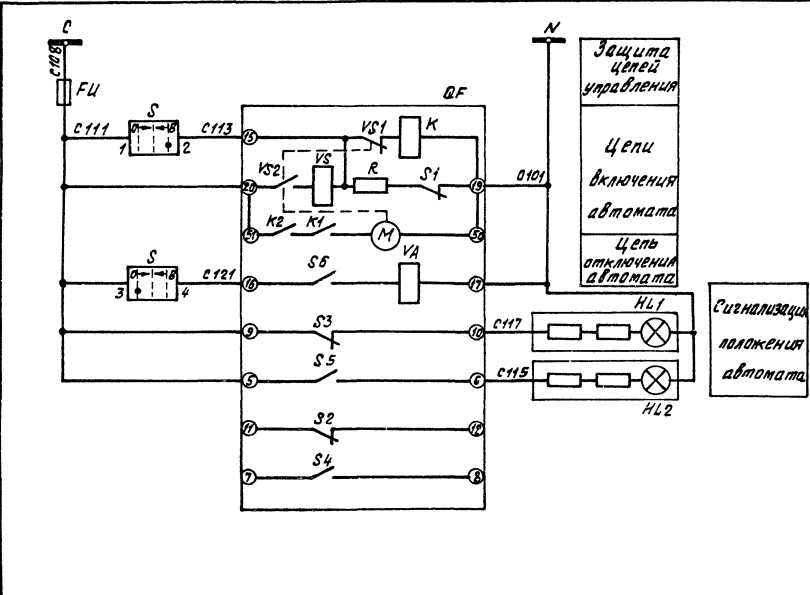 C
N
C108
FU
Защита
цепей
управления
QF
S
C111
O
B
C113
1
2
15
VS1
K
Цепи
включения
автомата
VS2
VS
R
S1
20
19
0101
K2
K1
M
51
50
Цепь
отключения
автомата
S
O
B
C121
3
4
16
S6
VA
17
HL1
Сигнализация
положения
автомата
9
S3
10
C117
5
S5
6
C115
HL2
11
S2
12
7
S4
8